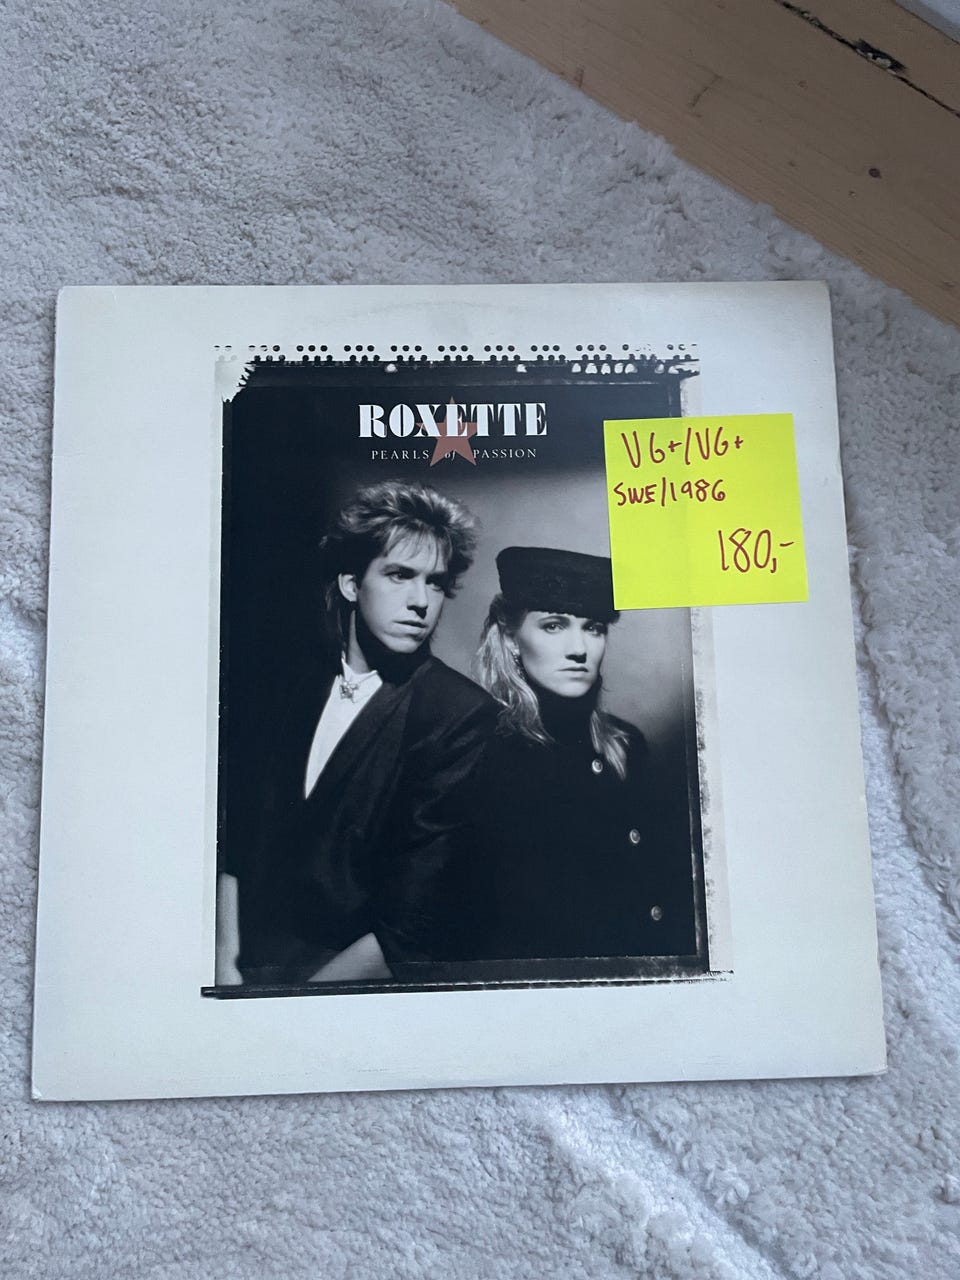 ROXETTE
PEARLS of PASSION
VG+/VG+
SWE/1986
180,-